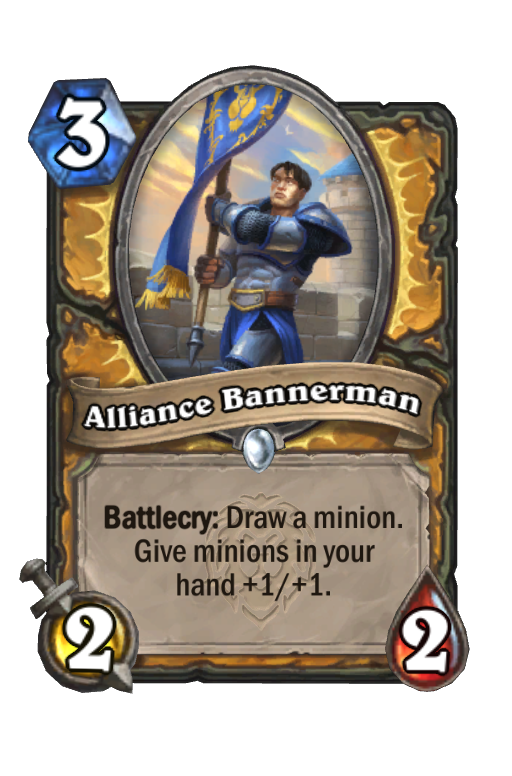 3
Alliance Bannerman
Battlecry: Draw a minion.
Give minions in your
hand +1/+1.
2
2